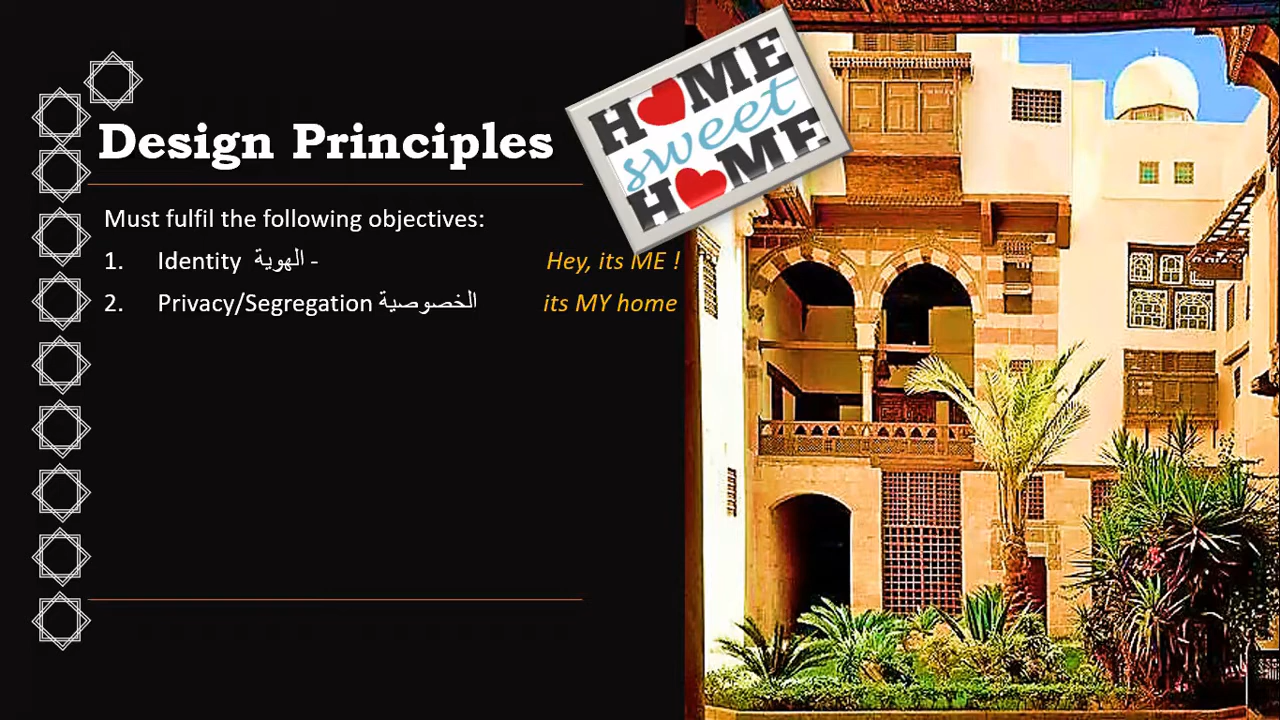 Design Principles
HOME
sweet
HOME
Must fulfil the following objectives:
1. Identity الهوية - Hey, its ME !
2. Privacy/Segregation الخصوصية its MY home